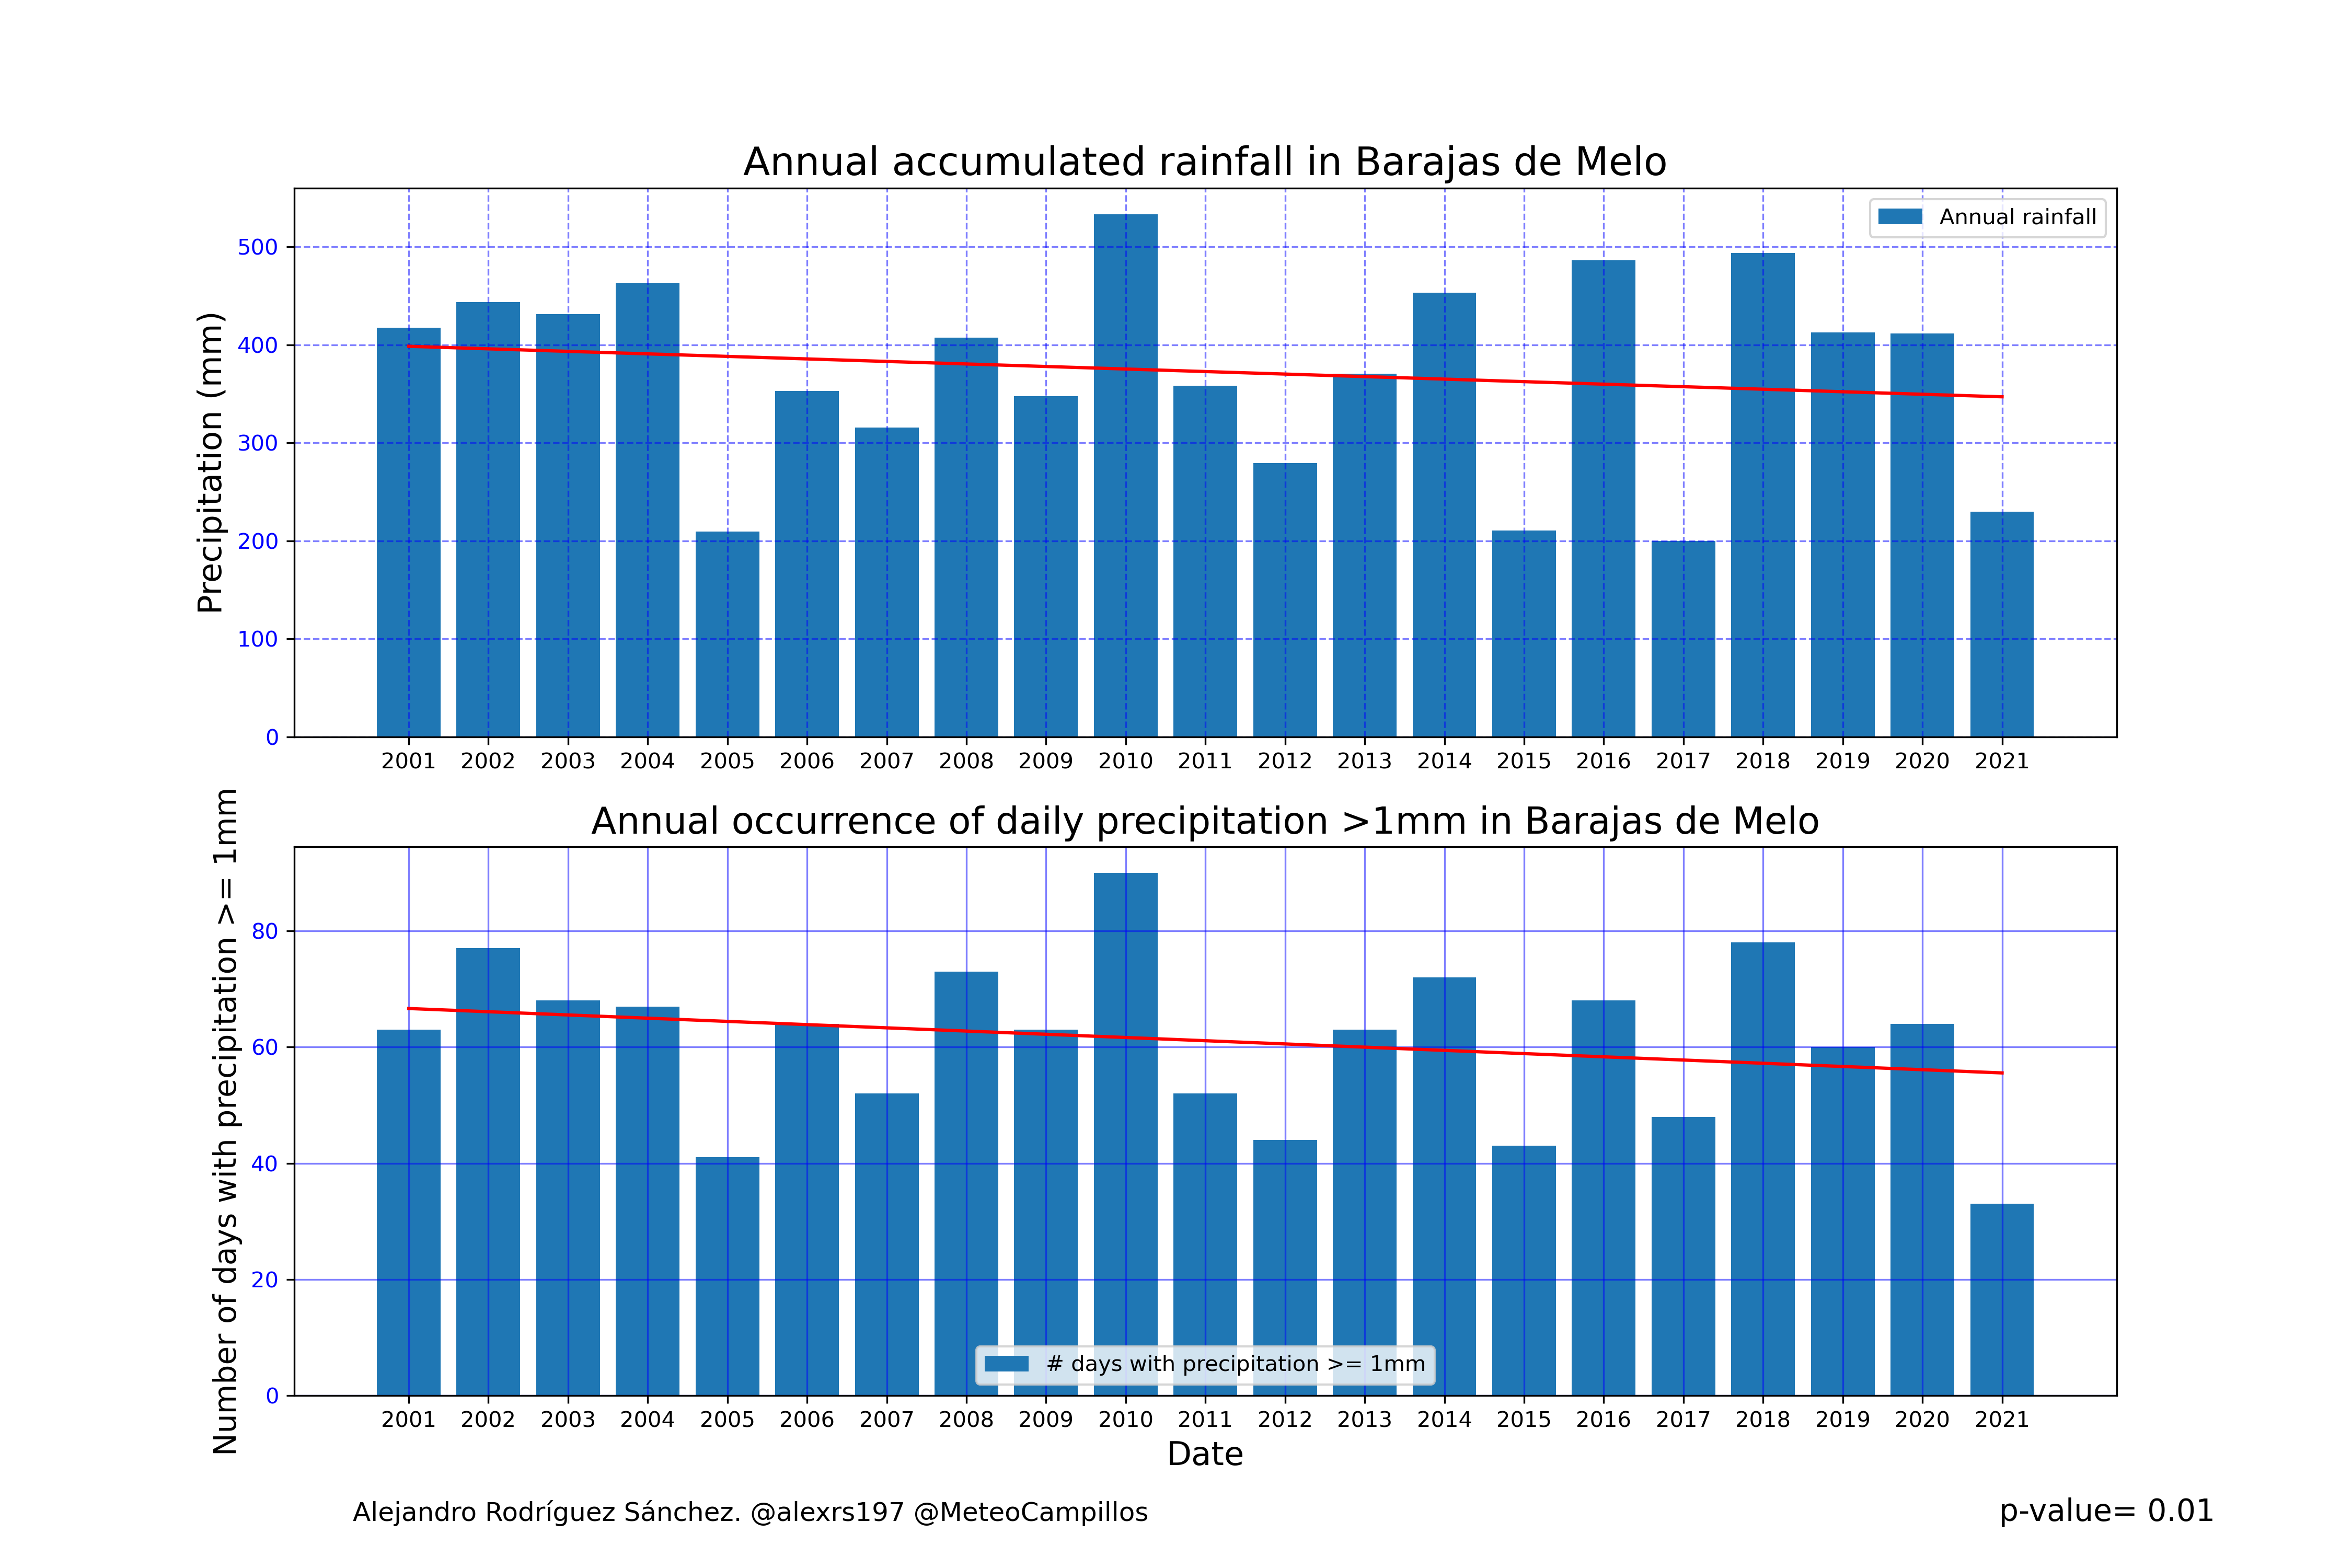 Annual accumulated rainfall in Barajas de Melo
Annual rainfall
Precipitation (mm)
500
400
300
200
100
0
2001 2002 2003 2004 2005 2006 2007 2008 2009 2010 2011 2012 2013 2014 2015 2016 2017 2018 2019 2020 2021
Annual occurrence of daily precipitation >1mm in Barajas de Melo
Number of days with precipitation >= 1mm
80
60
40
20
0
# days with precipitation >= 1mm
2001 2002 2003 2004 2005 2006 2007 2008 2009 2010 2011 2012 2013 2014 2015 2016 2017 2018 2019 2020 2021
Date
Alejandro Rodríguez Sánchez. @alexrs197 @MeteoCampillos
p-value= 0.01